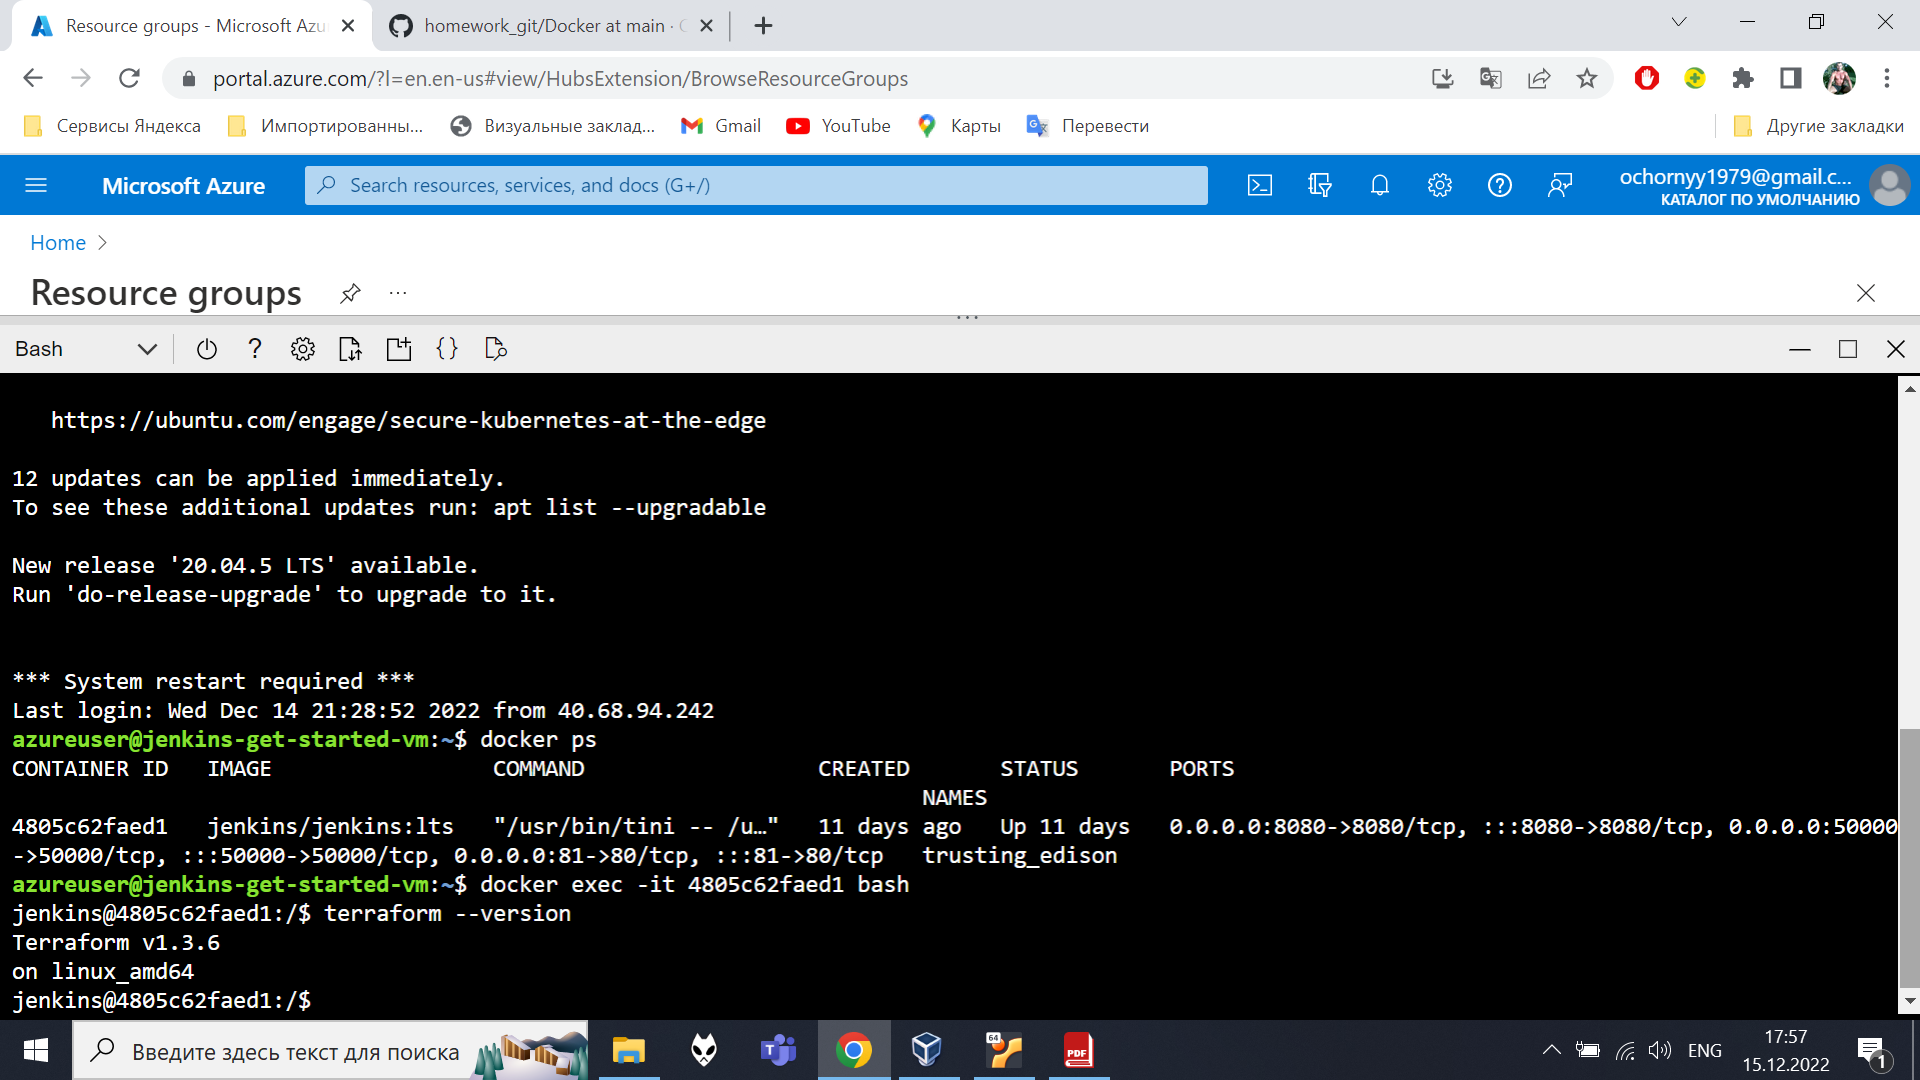 Resource groups - Microsoft Azu
homework_git/Docker at main ·
portal.azure.com/?l=en.en-us#view/HubsExtension/BrowseResourceGroups
Сервисы Яндекса
Импортированны...
Визуальные заклад...
Gmail
YouTube
Карты
Перевести
Другие закладки
Microsoft Azure
Search resources, services, and docs (G+/)
ochornyy1979@gmail.c...
КАТАЛОГ ПО УМОЛЧАНИЮ
Home
Resource groups
...
Bash
https://ubuntu.com/engage/secure-kubernetes-at-the-edge
12 updates can be applied immediately.
To see these additional updates run: apt list --upgradable
New release '20.04.5 LTS' available.
Run 'do-release-upgrade' to upgrade to it.
*** System restart required ***
Last login: Wed Dec 14 21:28:52 2022 from 40.68.94.242
azureuser@jenkins-get-started-vm:~$ docker ps
CONTAINER ID   IMAGE                 COMMAND                  CREATED       STATUS       PORTS
NAMES
4805c62faed1   jenkins/jenkins:lts   "/usr/bin/tini -- /u…"   11 days ago   Up 11 days   0.0.0.0:8080->8080/tcp, :::8080->8080/tcp, 0.0.0.0:50000
->50000/tcp, :::50000->50000/tcp, 0.0.0.0:81->80/tcp, :::81->80/tcp   trusting_edison
azureuser@jenkins-get-started-vm:~$ docker exec -it 4805c62faed1 bash
jenkins@4805c62faed1:/$ terraform --version
Terraform v1.3.6
on linux_amd64
jenkins@4805c62faed1:/$
Введите здесь текст для поиска
64
PDF
ENG
17:57
15.12.2022
1